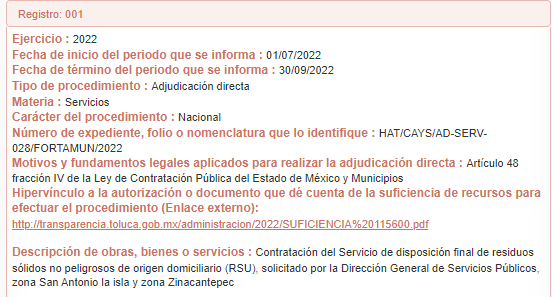 Registro: 001
Ejercicio : 2022
Fecha de inicio del periodo que se informa : 01/07/2022
Fecha de término del periodo que se informa : 30/09/2022
Tipo de procedimiento : Adjudicación directa
Materia : Servicios
Carácter del procedimiento : Nacional
Número de expediente, folio o nomenclatura que lo identifique : HAT/CAYS/AD-SERV-
028/FORTAMUN/2022
Motivos y fundamentos legales aplicados para realizar la adjudicación directa : Artículo 48
fracción IV de la Ley de Contratación Pública del Estado de México y Municipios
Hipervínculo a la autorización o documento que dé cuenta de la suficiencia de recursos para
efectuar el procedimiento (Enlace externo):
http://transparencia.toluca.gob.mx/administracion/2022/SUFICIENCIA%20115600.pdf
Descripción de obras, bienes o servicios : Contratación del Servicio de disposición final de residuos
sólidos no peligrosos de origen domiciliario (RSU), solicitado por la Dirección General de Servicios Públicos,
zona San Antonio la isla y zona Zinacantepec